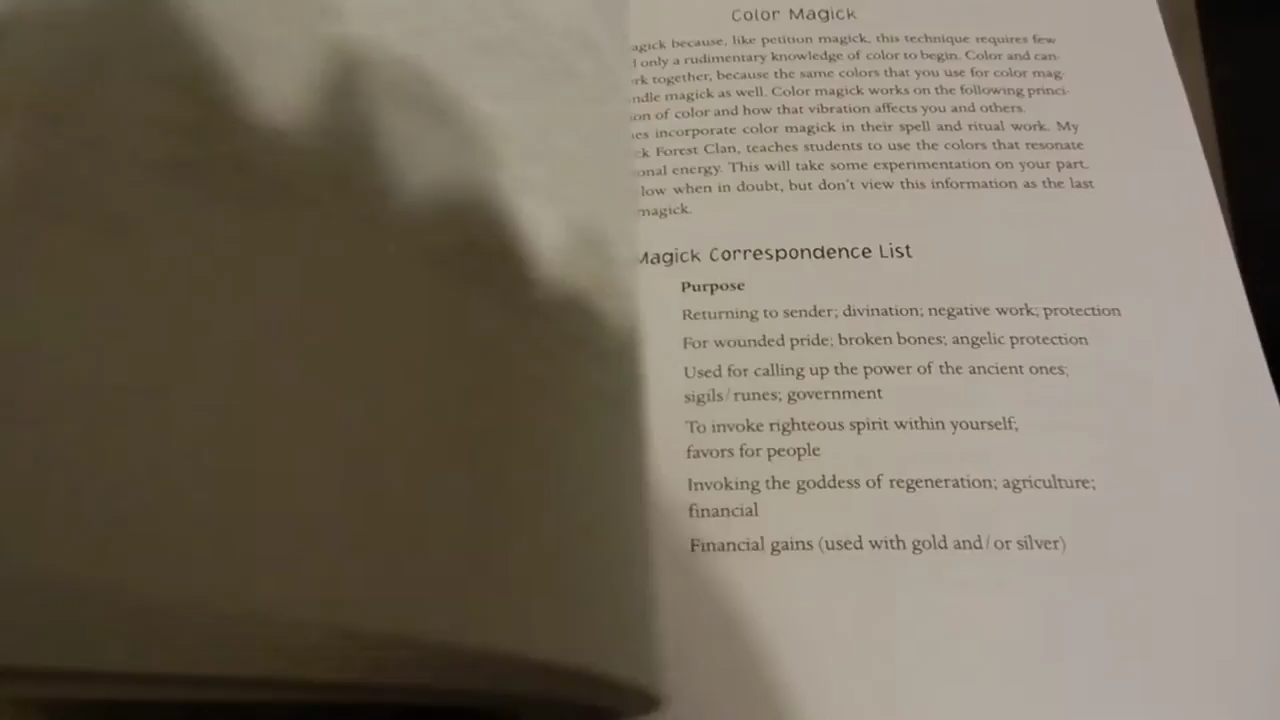 Color Magick
because, like petition magick, this technique requires few
only a rudimentary knowledge of color to begin. Color and can-
together, because the same colors that you use for color mag-
magick as well. Color magick works on the following princi-
of color and how that vibration affects you and others.
incorporate color magick in their spell and ritual work. My
Forest Clan, teaches students to use the colors that resonate
energy. This will take some experimentation on your part.
low when in doubt, but don't view this information as the last
magick.
Magick Correspondence List
Purpose
Returning to sender; divination; negative work; protection
For wounded pride; broken bones; angelic protection
Used for calling up the power of the ancient ones;
sigils/runes; government
To invoke righteous spirit within yourself;
favors for people
Invoking the goddess of regeneration; agriculture;
financial
Financial gains (used with gold and/or silver)